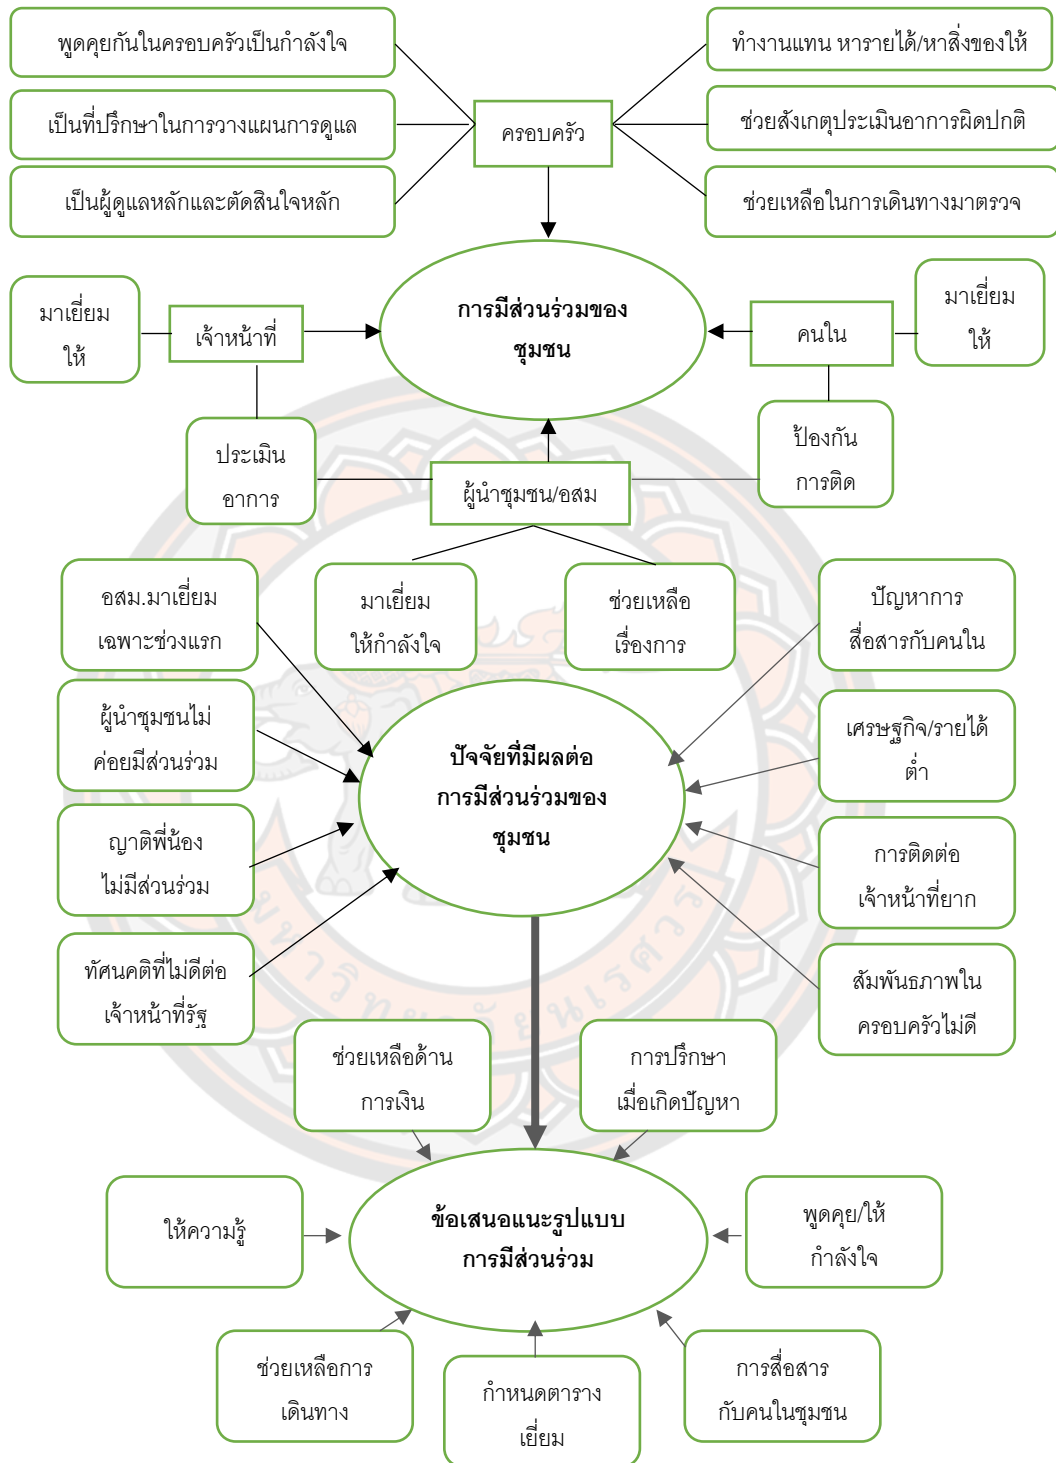 พูดคุยกันในครอบครัวเป็นกำลังใจ
ทำงานแทน หารายได้/หาสิ่งของให้
เป็นที่ปรึกษาในการวางแผนการดูแล
ครอบครัว
ช่วยสังเกตุประเมินอาการผิดปกติ
เป็นผู้ดูแลหลักและตัดสินใจหลัก
ช่วยเหลือในการเดินทางมาตรวจ
มาเยี่ยม
ให้
เจ้าหน้าที่
การมีส่วนร่วมของ
ชุมชน
คนใน
มาเยี่ยม
ให้
ประเมิน
อาการ
ผู้นำชุมชน/อสม
ป้องกัน
การติด
อสม.มาเยี่ยม
เฉพาะช่วงแรก
มาเยี่ยม
ให้กำลังใจ
ช่วยเหลือ
เรื่องการ
ปัญหาการ
สื่อสารกับคนใน
ผู้นำชุมชนไม่
ค่อยมีส่วนร่วม
ปัจจัยที่มีผลต่อ
การมีส่วนร่วมของ
ชุมชน
เศรษฐกิจ/รายได้
ต่ำ
ญาติพี่น้อง
ไม่มีส่วนร่วม
การติดต่อ
เจ้าหน้าที่ยาก
ทัศนคติที่ไม่ดีต่อ
เจ้าหน้าที่รัฐ
สัมพันธภาพใน
ครอบครัวไม่ดี
มหาวิทยาลัยนเรศวร
ช่วยเหลือด้าน
การเงิน
การปรึกษา
เมื่อเกิดปัญหา
ให้ความรู้
ข้อเสนอแนะรูปแบบ
การมีส่วนร่วม
พูดคุย/ให้
กำลังใจ
ช่วยเหลือการ
เดินทาง
กำหนดตาราง
เยี่ยม
การสื่อสาร
กับคนในชุมชน